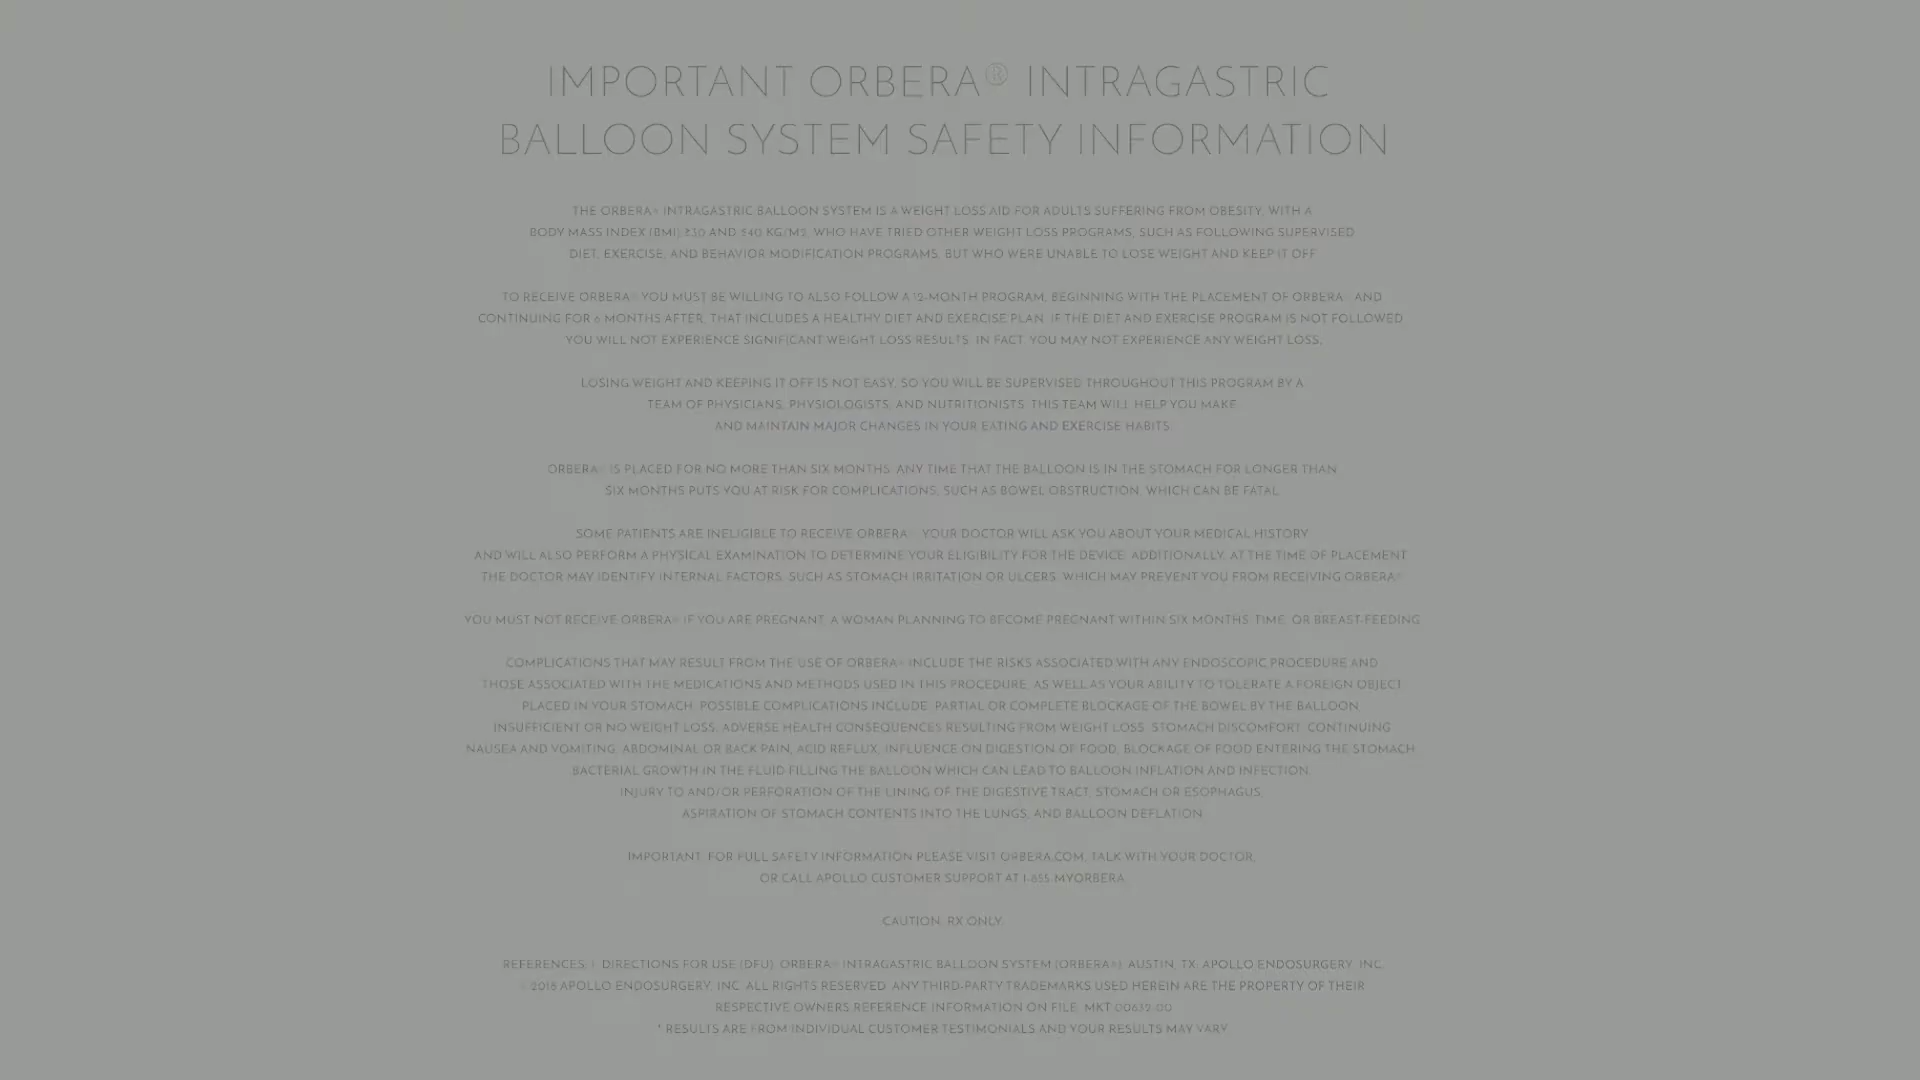 IMPORTANT ORBERA® INTRAGASTRIC
BALLOON SYSTEM SAFETY INFORMATION
THE ORBERA® INTRAGASTRIC BALLOON SYSTEM IS A WEIGHT LOSS AID FOR ADULTS SUFFERING FROM OBESITY, WITH A
BODY MASS INDEX (BMI) ≥30 AND ≤40 KG/M2, WHO HAVE TRIED OTHER WEIGHT LOSS PROGRAMS, SUCH AS FOLLOWING SUPERVISED
DIET, EXERCISE, AND BEHAVIOR MODIFICATION PROGRAMS, BUT WHO WERE UNABLE TO LOSE WEIGHT AND KEEP IT OFF.
TO RECEIVE ORBERA® YOU MUST BE WILLING TO ALSO FOLLOW A 12-MONTH PROGRAM, BEGINNING WITH THE PLACEMENT OF ORBERA® AND
CONTINUING FOR 6 MONTHS AFTER, THAT INCLUDES A HEALTHY DIET AND EXERCISE PLAN. IF THE DIET AND EXERCISE PROGRAM IS NOT FOLLOWED,
YOU WILL NOT EXPERIENCE SIGNIFICANT WEIGHT LOSS RESULTS; IN FACT, YOU MAY NOT EXPERIENCE ANY WEIGHT LOSS.
LOSING WEIGHT AND KEEPING IT OFF IS NOT EASY, SO YOU WILL BE SUPERVISED THROUGHOUT THIS PROGRAM BY A
TEAM OF PHYSICIANS, PHYSIOLOGISTS, AND NUTRITIONISTS. THIS TEAM WILL HELP YOU MAKE
AND MAINTAIN MAJOR CHANGES IN YOUR EATING AND EXERCISE HABITS.
ORBERA® IS PLACED FOR NO MORE THAN SIX MONTHS. ANY TIME THAT THE BALLOON IS IN THE STOMACH FOR LONGER THAN
SIX MONTHS PUTS YOU AT RISK FOR COMPLICATIONS, SUCH AS BOWEL OBSTRUCTION, WHICH CAN BE FATAL.
SOME PATIENTS ARE INELIGIBLE TO RECEIVE ORBERA®. YOUR DOCTOR WILL ASK YOU ABOUT YOUR MEDICAL HISTORY
AND WILL ALSO PERFORM A PHYSICAL EXAMINATION TO DETERMINE YOUR ELIGIBILITY FOR THE DEVICE. ADDITIONALLY, AT THE TIME OF PLACEMENT
THE DOCTOR MAY IDENTIFY INTERNAL FACTORS, SUCH AS STOMACH IRRITATION OR ULCERS, WHICH MAY PREVENT YOU FROM RECEIVING ORBERA®.
YOU MUST NOT RECEIVE ORBERA® IF YOU ARE PREGNANT, A WOMAN PLANNING TO BECOME PREGNANT WITHIN SIX MONTHS' TIME, OR BREAST-FEEDING.
COMPLICATIONS THAT MAY RESULT FROM THE USE OF ORBERA® INCLUDE THE RISKS ASSOCIATED WITH ANY ENDOSCOPIC PROCEDURE AND
THOSE ASSOCIATED WITH THE MEDICATIONS AND METHODS USED IN THIS PROCEDURE, AS WELL AS YOUR ABILITY TO TOLERATE A FOREIGN OBJECT
PLACED IN YOUR STOMACH. POSSIBLE COMPLICATIONS INCLUDE: PARTIAL OR COMPLETE BLOCKAGE OF THE BOWEL BY THE BALLOON,
INSUFFICIENT OR NO WEIGHT LOSS, ADVERSE HEALTH CONSEQUENCES RESULTING FROM WEIGHT LOSS, STOMACH DISCOMFORT, CONTINUING
NAUSEA AND VOMITING, ABDOMINAL OR BACK PAIN, ACID REFLUX, INFLUENCE ON DIGESTION OF FOOD, BLOCKAGE OF FOOD ENTERING THE STOMACH,
BACTERIAL GROWTH IN THE FLUID FILLING THE BALLOON WHICH CAN LEAD TO BALLOON INFLATION AND INFECTION,
INJURY TO AND/OR PERFORATION OF THE LINING OF THE DIGESTIVE TRACT, STOMACH OR ESOPHAGUS,
ASPIRATION OF STOMACH CONTENTS INTO THE LUNGS, AND BALLOON DEFLATION.
IMPORTANT: FOR FULL SAFETY INFORMATION PLEASE VISIT ORBERA.COM, TALK WITH YOUR DOCTOR,
OR CALL APOLLO CUSTOMER SUPPORT AT 1-855-MYORBERA.
CAUTION: RX ONLY.
REFERENCES: 1. DIRECTIONS FOR USE (DFU). ORBERA® INTRAGASTRIC BALLOON SYSTEM (ORBERA®). AUSTIN, TX: APOLLO ENDOSURGERY, INC.
© 2018 APOLLO ENDOSURGERY, INC. ALL RIGHTS RESERVED. ANY THIRD-PARTY TRADEMARKS USED HEREIN ARE THE PROPERTY OF THEIR
RESPECTIVE OWNERS REFERENCE INFORMATION ON FILE. MKT-00632-00
* RESULTS ARE FROM INDIVIDUAL CUSTOMER TESTIMONIALS AND YOUR RESULTS MAY VARY